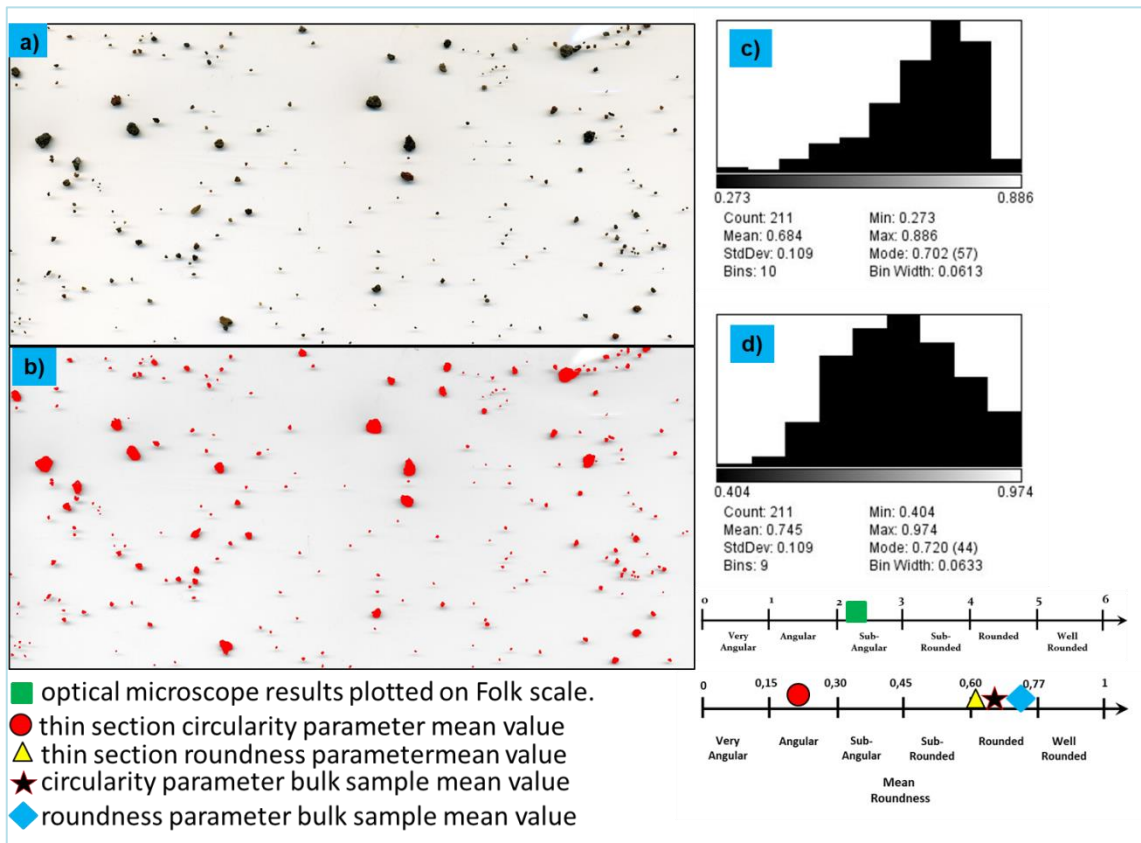 a)
b)
c)
0.273 0.886
Count: 211 Min: 0.273
Mean: 0.684 Max: 0.886
StdDev: 0.109 Mode: 0.702 (57)
Bins: 10 Bin Width: 0.0613
d)
0.404 0.974
Count: 211 Min: 0.404
Mean: 0.745 Max: 0.974
StdDev: 0.109 Mode: 0.720 (44)
Bins: 9 Bin Width: 0.0633
0 1 2 3 4 5 6
Very Angular Sub- Sub- Rounded Well
Angular Angular Rounded Rounded
0 0,15 0,30 0,45 0,60 0,77 1
Very Angular Sub- Sub- Rounded Well
Angular Angular Rounded Rounded
Mean
Roundness
optical microscope results plotted on Folk scale.
thin section circularity parameter mean value
thin section roundness parametermean value
circularity parameter bulk sample mean value
roundness parameter bulk sample mean value